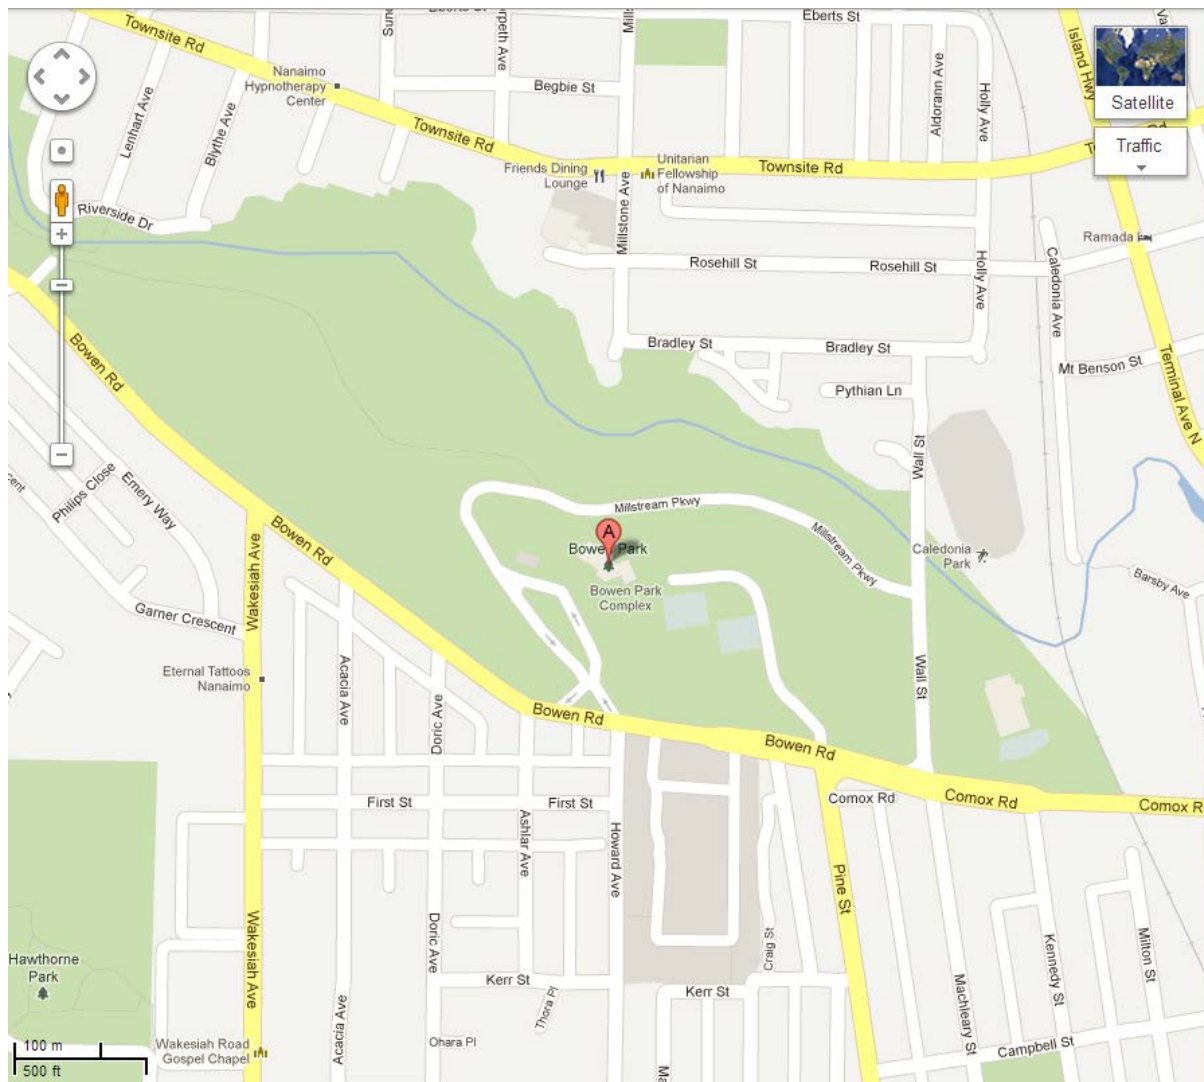 Eberts St
Eberts St
Townsite Rd
Island Hwy
Satellite
Traffic
Nanaimo
Hypnotherapy
Center
Begbie St
Lenhart Ave
Blythe Ave
Aldorann Ave
Holly Ave
Townsite Rd
Friends Dining
Lounge
Unitarian
Fellowship
of Nanaimo
Townsite Rd
Riverside Dr
Millstone Ave
Ramada
Rosehill St
Rosehill St
Holly Ave
Caledonia Ave
Bowen Rd
Bradley St
Bradley St
Mt Benson St
Terminal Ave N
Pythian Ln
Wall St
Philips Close
Emery Way
Millstream Pkwy
Bowen Rd
Millstream Pkwy
A
Bowen Park
Bowen Park
Complex
Caledonia
Park
Barsby Ave
Wakesiah Ave
Garner Crescent
Eternal Tattoos
Nanaimo
Acacia Ave
Doric Ave
Wall St
Bowen Rd
Bowen Rd
First St
First St
Comox Rd
Comox Rd
Comox R
Ashlar Ave
Howard Ave
Pine St
Wakesiah Ave
Doric Ave
Craig St
Hawthorne
Park
Kerr St
Kerr St
Thora Pl
Machleary St
Kennedy St
Milton St
Acacia Ave
Ohara Pl
Wakesiah Road
Gospel Chapel
Campbell St
100 m
500 ft